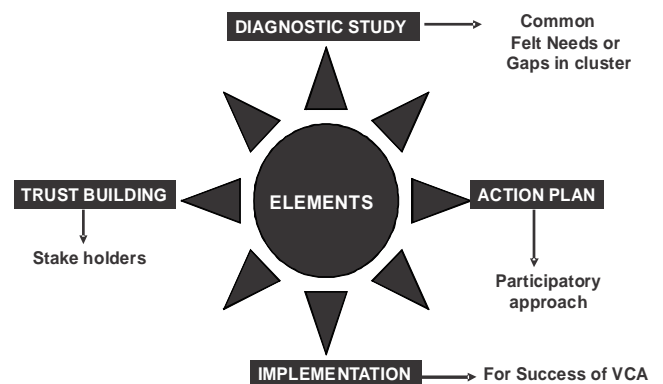 DIAGNOSTIC STUDY
Common
Felt Needs or
Gaps in cluster
TRUST BUILDING
Stake holders
ELEMENTS
ACTION PLAN
Participatory
approach
IMPLEMENTATION
For Success of VCA